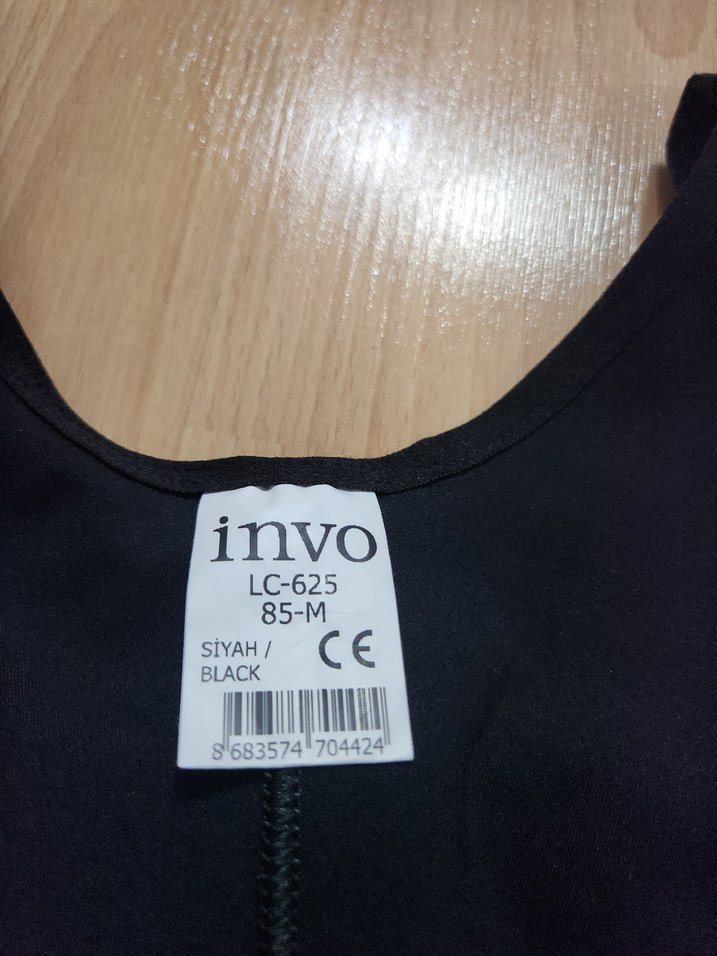 invo
LC-625
85-M
SİYAH /
BLACK
CE
8 683574 704424